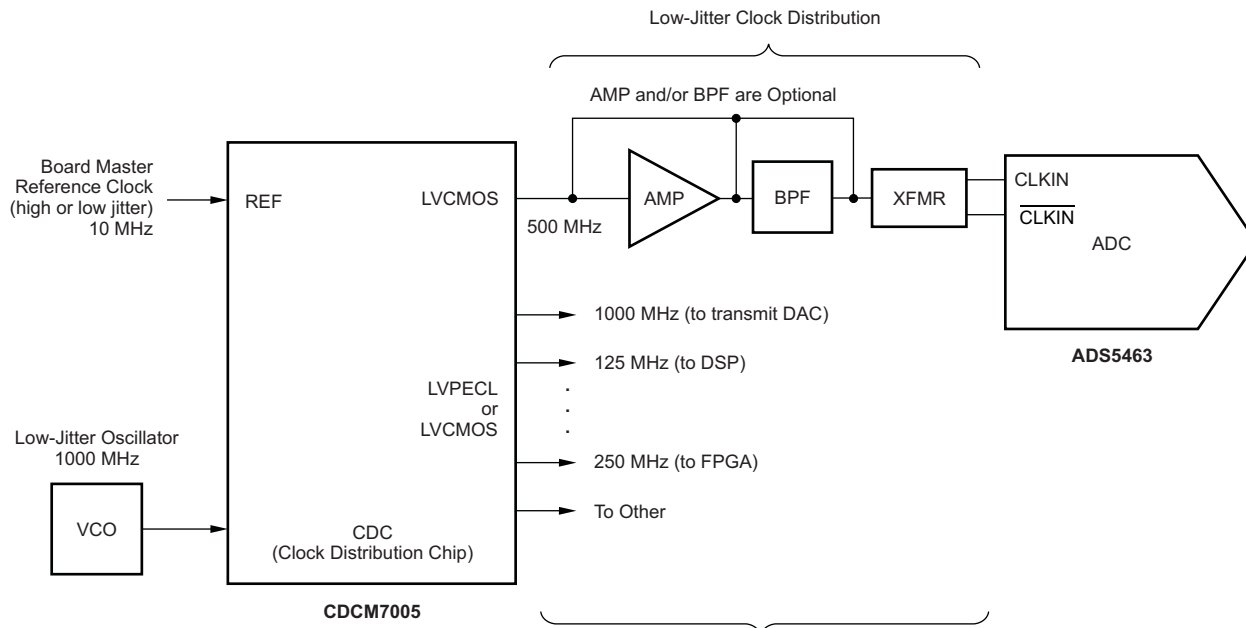 Low-Jitter Clock Distribution
AMP and/or BPF are Optional
Board Master
Reference Clock
(high or low jitter)
10 MHz
REF
LVCMOS
500 MHz
AMP
BPF
XFMR
CLKIN
CLKIN
ADC
ADS5463
1000 MHz (to transmit DAC)
125 MHz (to DSP)
LVPECL
or
LVCMOS
250 MHz (to FPGA)
To Other
Low-Jitter Oscillator
1000 MHz
VCO
CDC
(Clock Distribution Chip)
CDCM7005